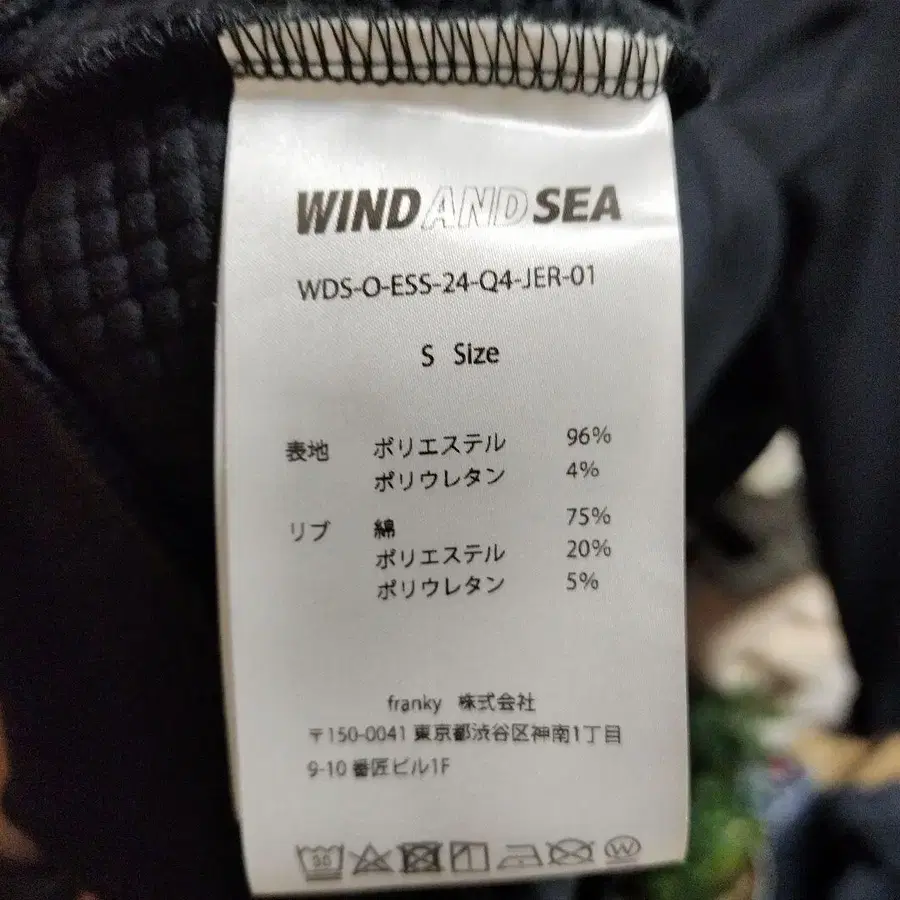 WIND AND SEA
WDS-O-ESS-24-Q4-JER-01
S Size
表地 ポリエステル 96%
ポリウレタン 4%
リブ 綿 75%
ポリエステル 20%
ポリウレタン 5%
franky 株式会社
〒150-0041 東京都渋谷区神南1丁目
9-10 番匠ビル1F
30 W